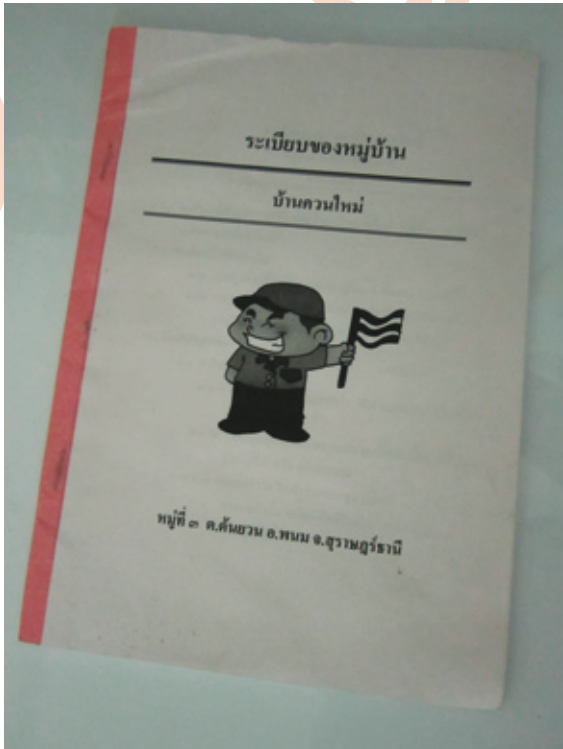 ระเบียบของหมู่บ้าน
บ้านควนใหม่
หมู่ที่ ๓ ต.ต้นยวน อ.พนม จ.สุราษฎร์ธานี